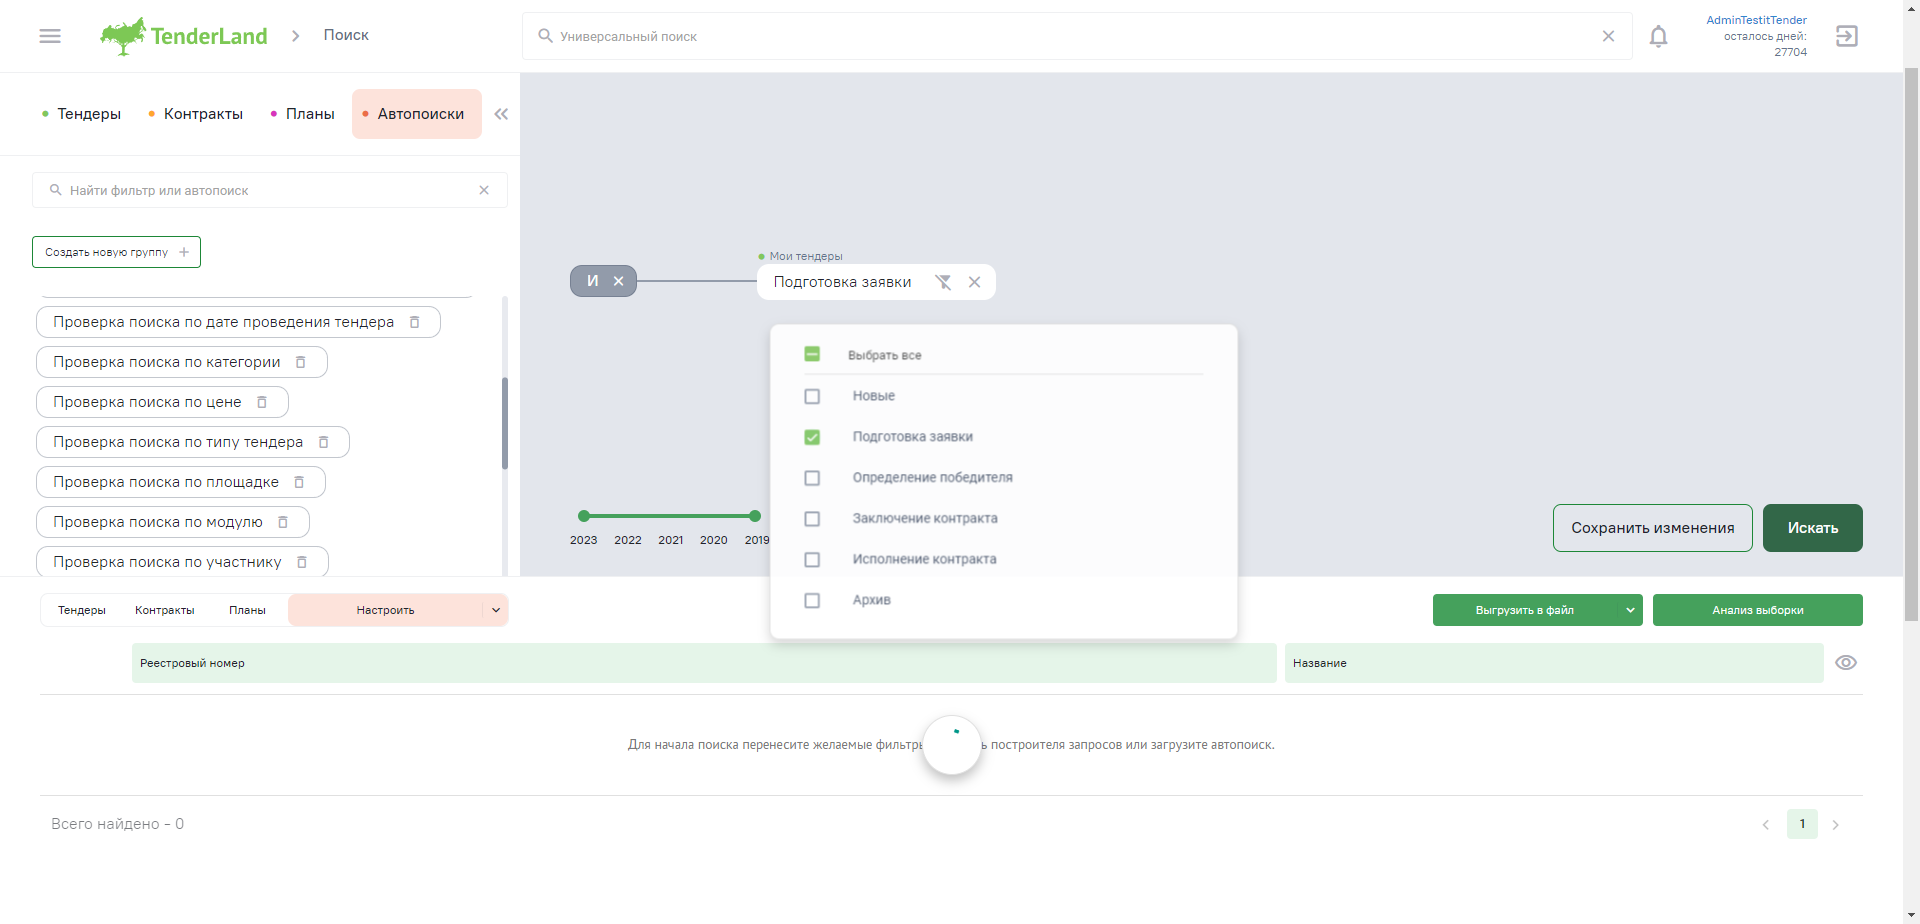 TenderLand
Поиск
Универсальный поиск
AdminTestitTender
осталось дней:
27704
Тендеры
Контракты
Планы
Автопоиски
Найти фильтр или автопоиск
Создать новую группу
Проверка поиска по дате проведения тендера
Проверка поиска по категории
Проверка поиска по цене
Проверка поиска по типу тендера
Проверка поиска по площадке
Проверка поиска по модулю
Проверка поиска по участнику
Мои тендеры
И
Подготовка заявки
Выбрать все
Новые
Подготовка заявки
Определение победителя
Заключение контракта
Исполнение контракта
Архив
2023 2022 2021 2020 2019
Сохранить изменения
Искать
Тендеры
Контракты
Планы
Настроить
Выгрузить в файл
Анализ выборки
Реестровый номер
Название
Для начала поиска перенесите желаемые фильтры построителя запросов или загрузите автопоиск.
Всего найдено - 0
1